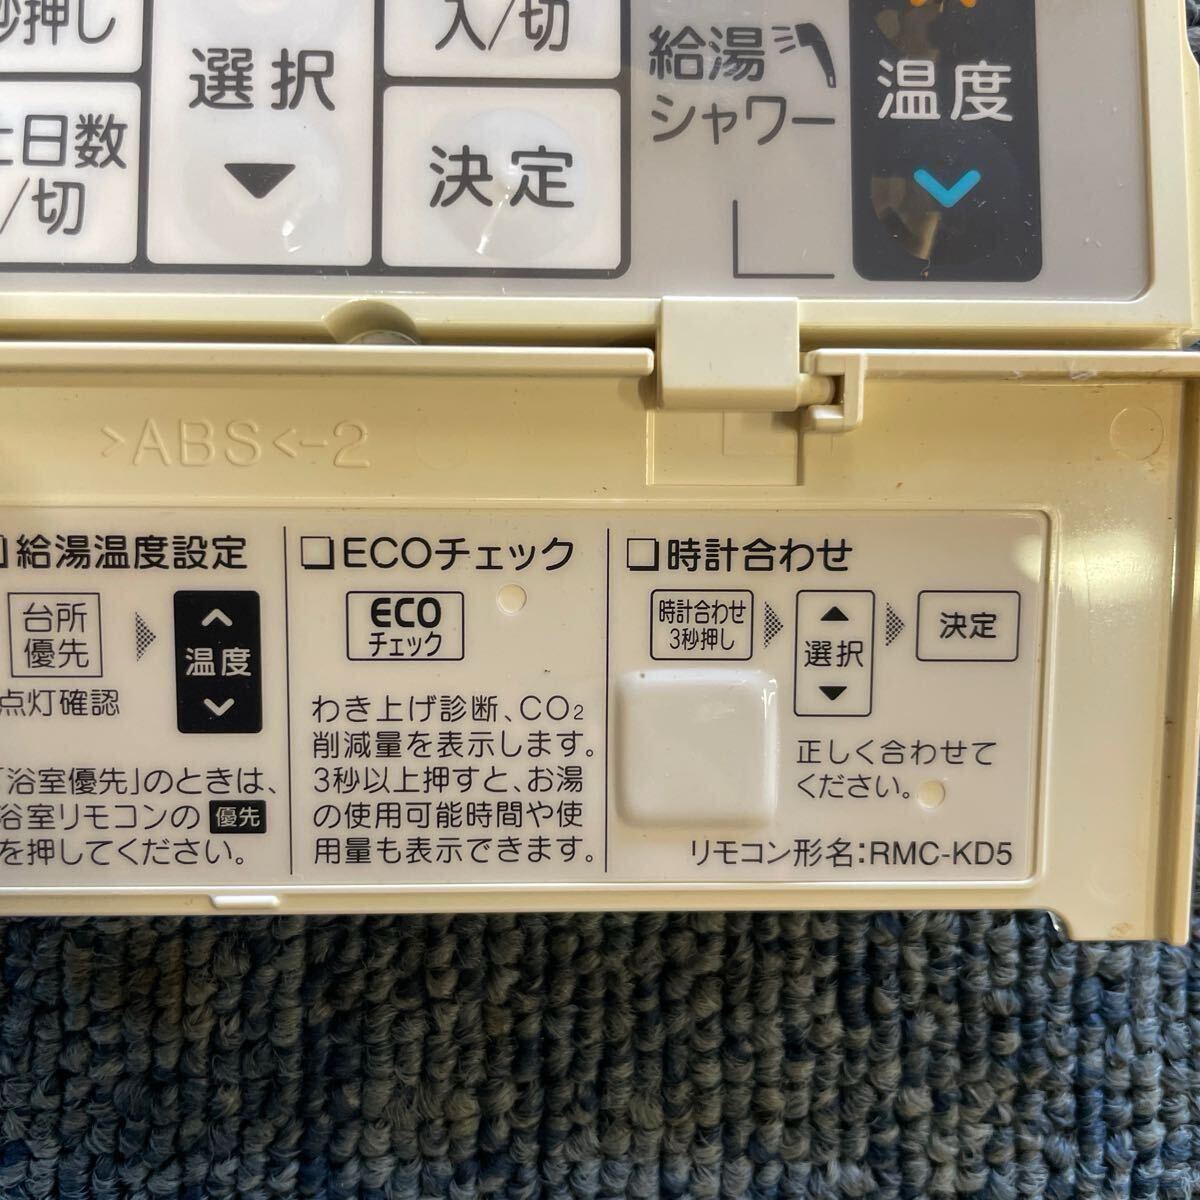 秒押し
入/切
選択
▼
給湯
シャワー
温度
土日数
/切
決定
>ABS<-2
給湯温度設定
台所
優先
温度
点灯確認
「浴室優先」のときは、
浴室リモコンの 優先
を押してください。
❏ECOチェック
ECO
チェック
わき上げ診断、CO₂
削減量を表示します。
3秒以上押すと、お湯
の使用可能時間や使
用量も表示できます。
❏時計合わせ
時計合わせ
3秒押し
▲
選択
▼
決定
正しく合わせて
ください。
リモコン形名:RMC-KD5